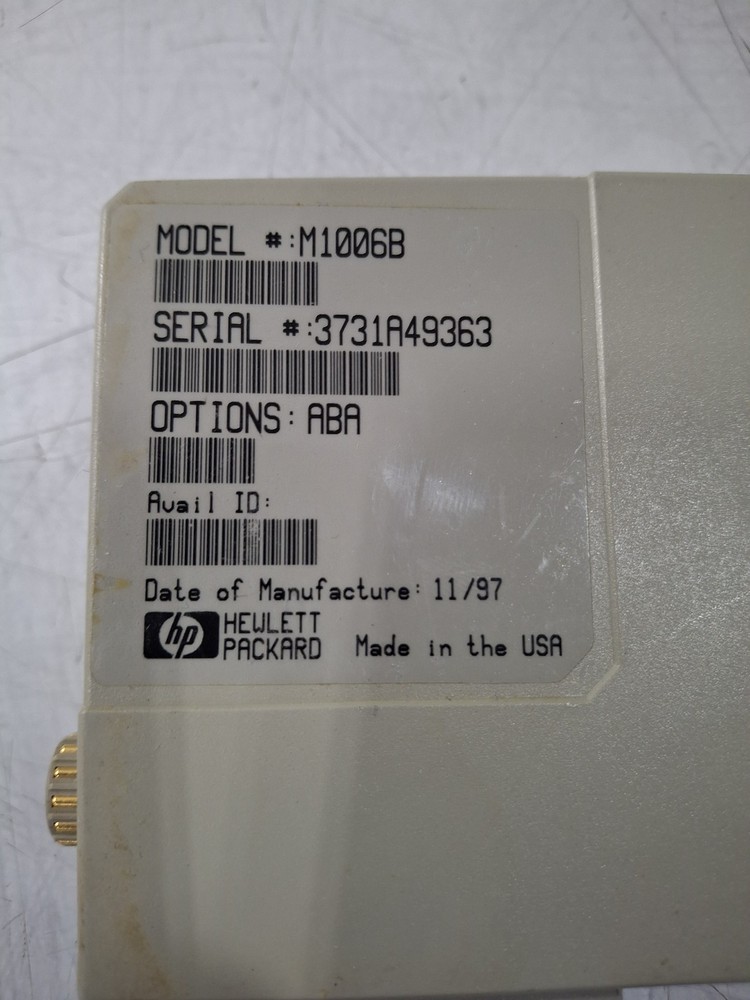 MODEL #:M1006B
SERIAL #:3731A49363
OPTIONS: ABA
Avail ID:
Date of Manufacture: 11/97
hp HEWLETT
PACKARD Made in the USA